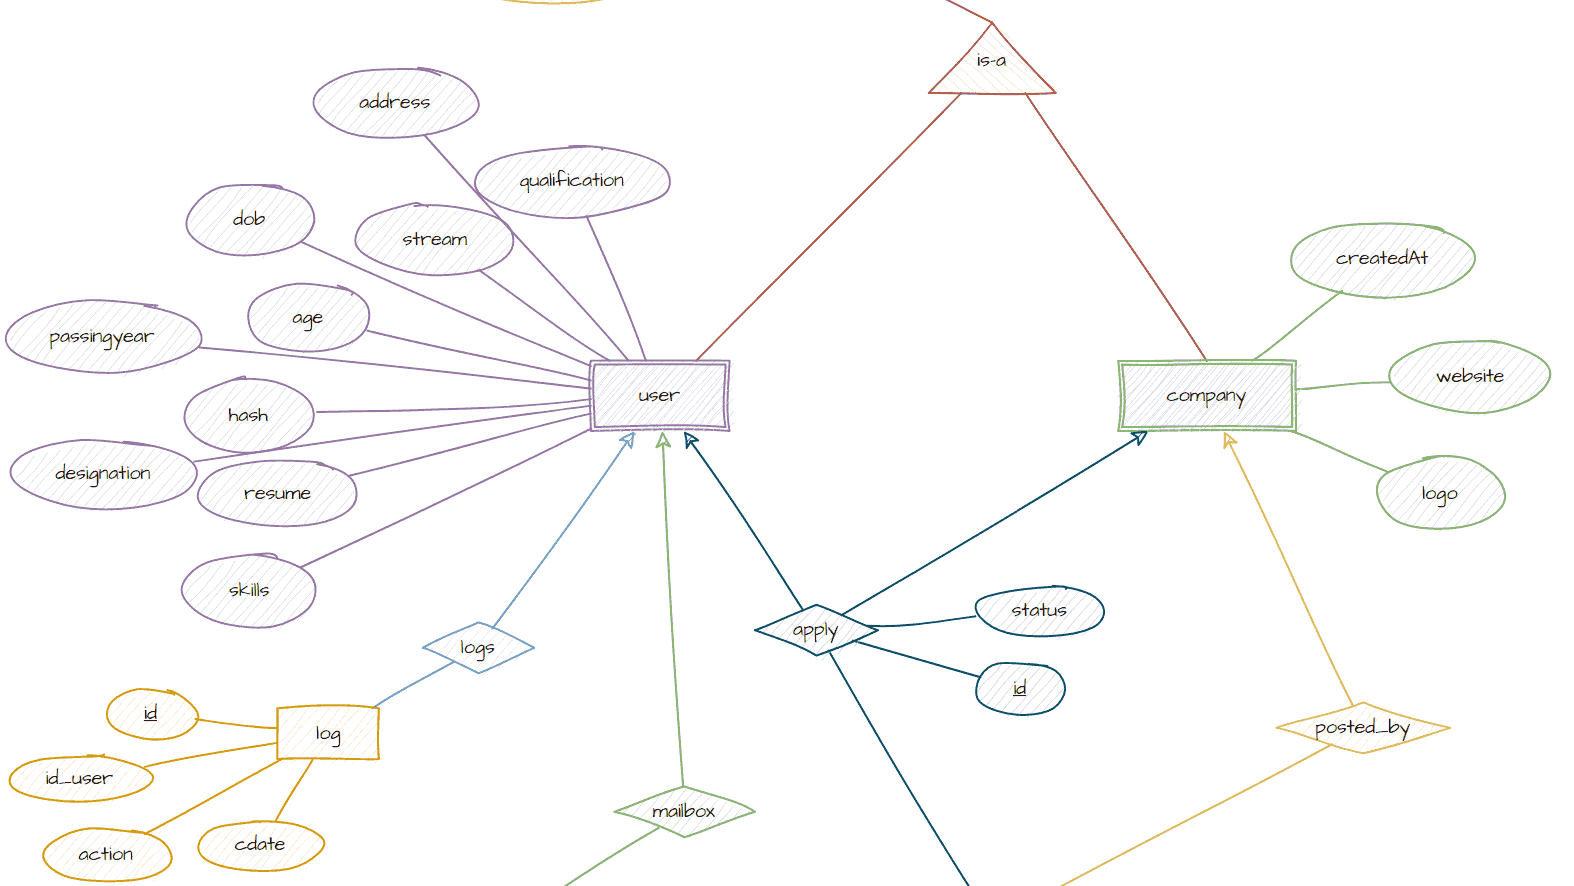 is-a
address
qualification
dob
stream
createdAt
age
passingyear
website
user
company
hash
designation
resume
logo
skills
status
apply
logs
id
id
posted_by
log
id_user
mailbox
cdate
action